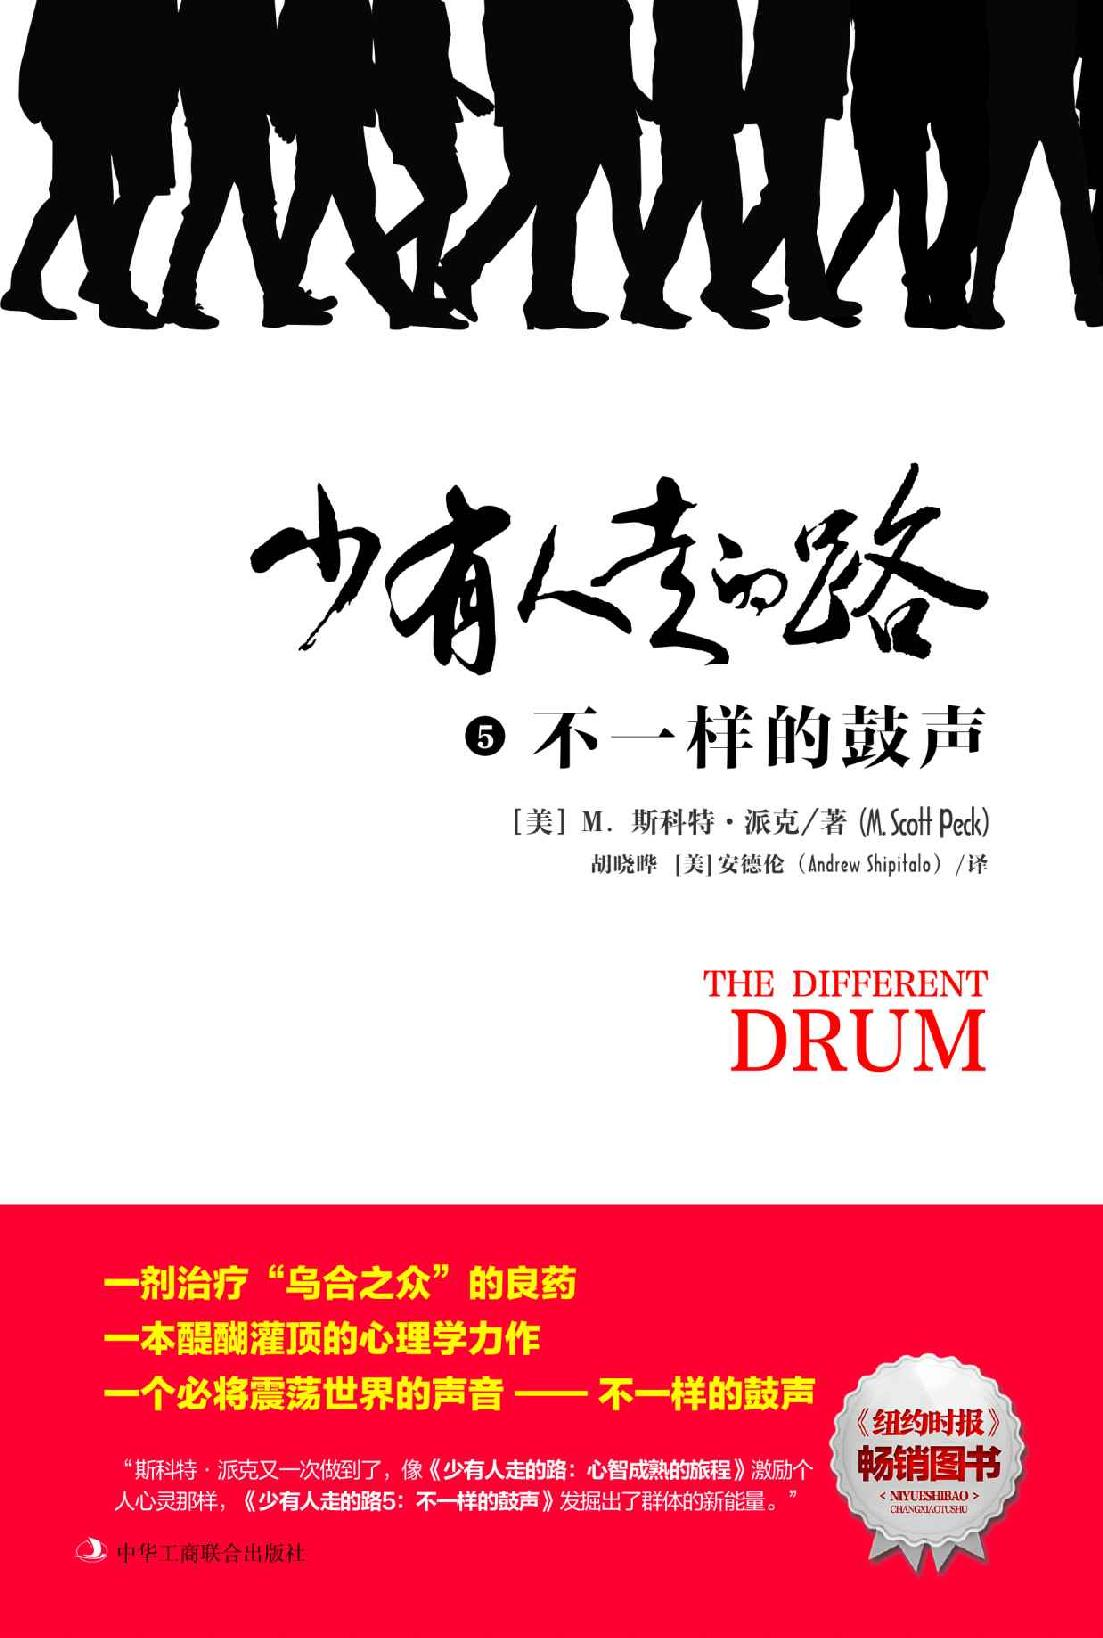 少有人走的路
5 不一样的鼓声
[美] M. 斯科特·派克/著 (M. Scott Peck)
胡晓晔 [美]安德伦（Andrew Shipitalo）/译
THE DIFFERENT
DRUM
一剂治疗“乌合之众”的良药
一本醍醐灌顶的心理学力作
一个必将震荡世界的声音——不一样的鼓声
“斯科特·派克又一次做到了，像《少有人走的路：心智成熟的旅程》激励个
人心灵那样，《少有人走的路5：不一样的鼓声》发掘出了群体的新能量。”
《纽约时报》
畅销图书
< NIYUESHIBAO >
CHANGXIAOTUSHU
中华工商联合出版社